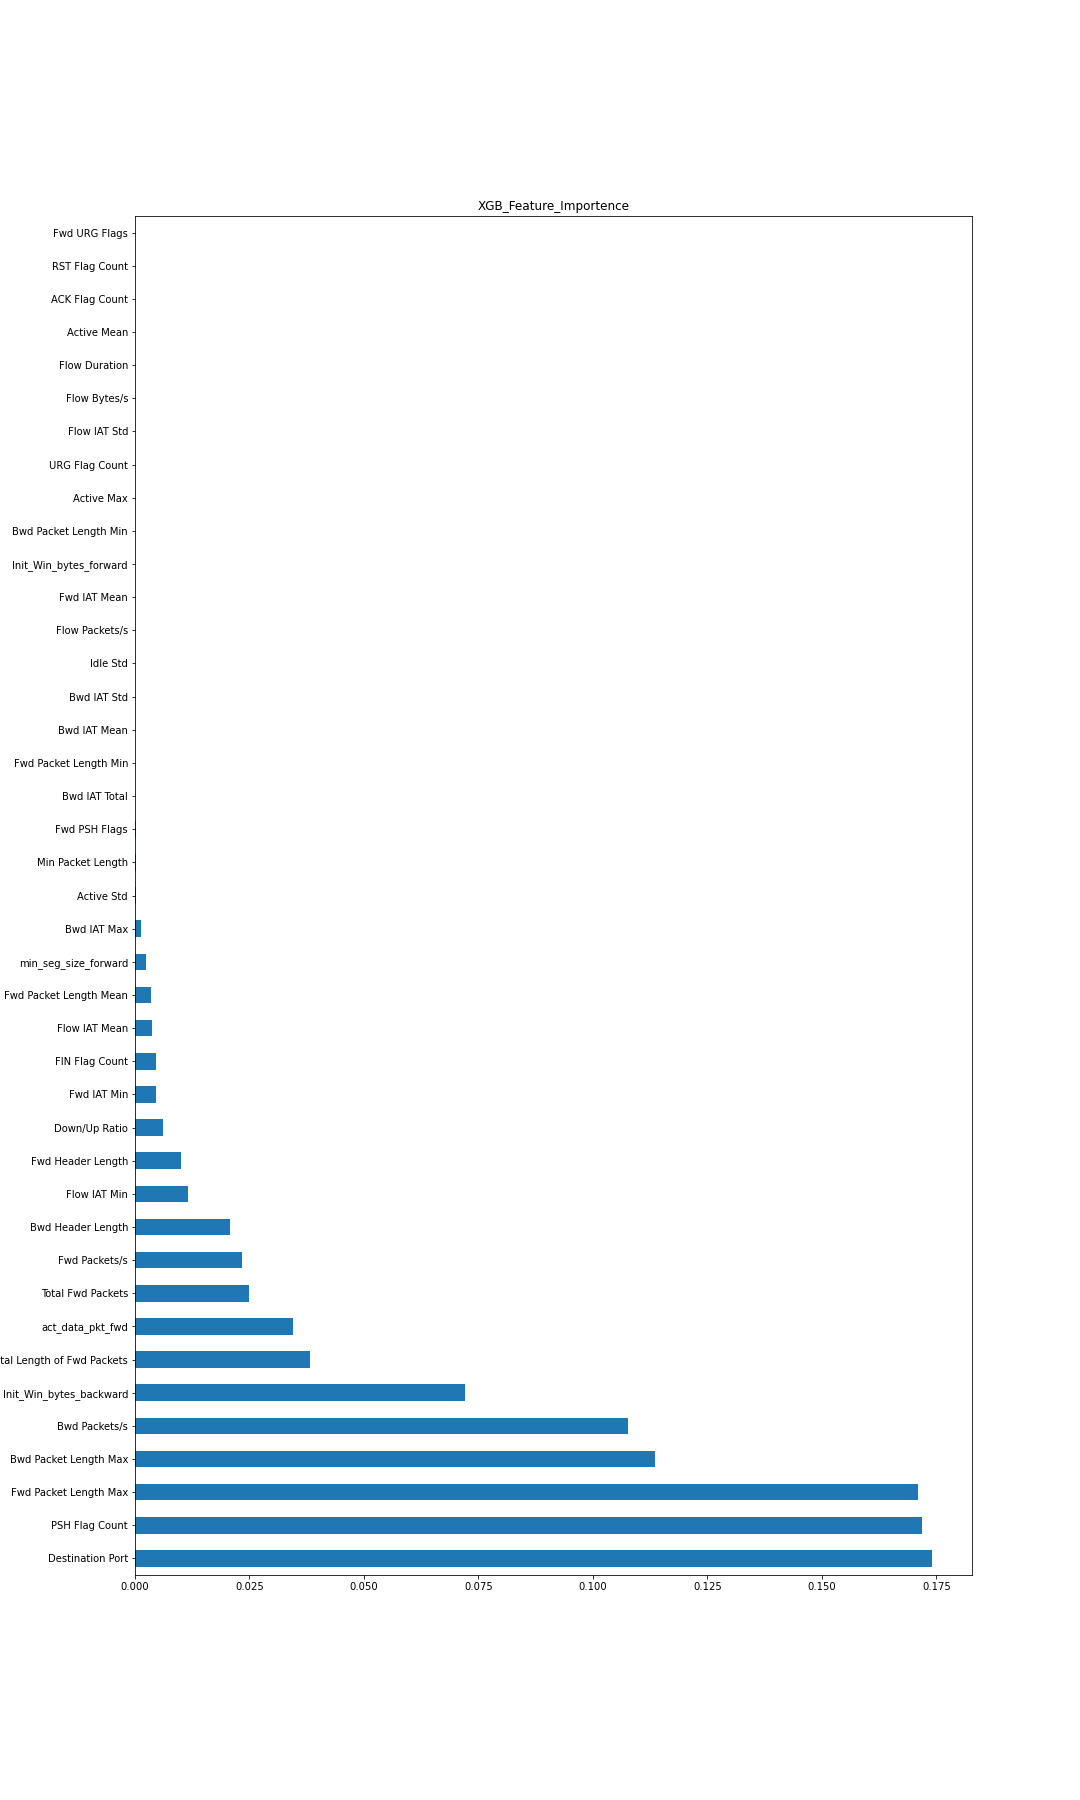 XGB_Feature_Importence
Fwd URG Flags
RST Flag Count
ACK Flag Count
Active Mean
Flow Duration
Flow Bytes/s
Flow IAT Std
URG Flag Count
Active Max
Bwd Packet Length Min
Init_Win_bytes_forward
Fwd IAT Mean
Flow Packets/s
Idle Std
Bwd IAT Std
Bwd IAT Mean
Fwd Packet Length Min
Bwd IAT Total
Fwd PSH Flags
Min Packet Length
Active Std
Bwd IAT Max
min_seg_size_forward
Fwd Packet Length Mean
Flow IAT Mean
FIN Flag Count
Fwd IAT Min
Down/Up Ratio
Fwd Header Length
Flow IAT Min
Bwd Header Length
Fwd Packets/s
Total Fwd Packets
act_data_pkt_fwd
tal Length of Fwd Packets
Init_Win_bytes_backward
Bwd Packets/s
Bwd Packet Length Max
Fwd Packet Length Max
PSH Flag Count
Destination Port
0.000 0.025 0.050 0.075 0.100 0.125 0.150 0.175